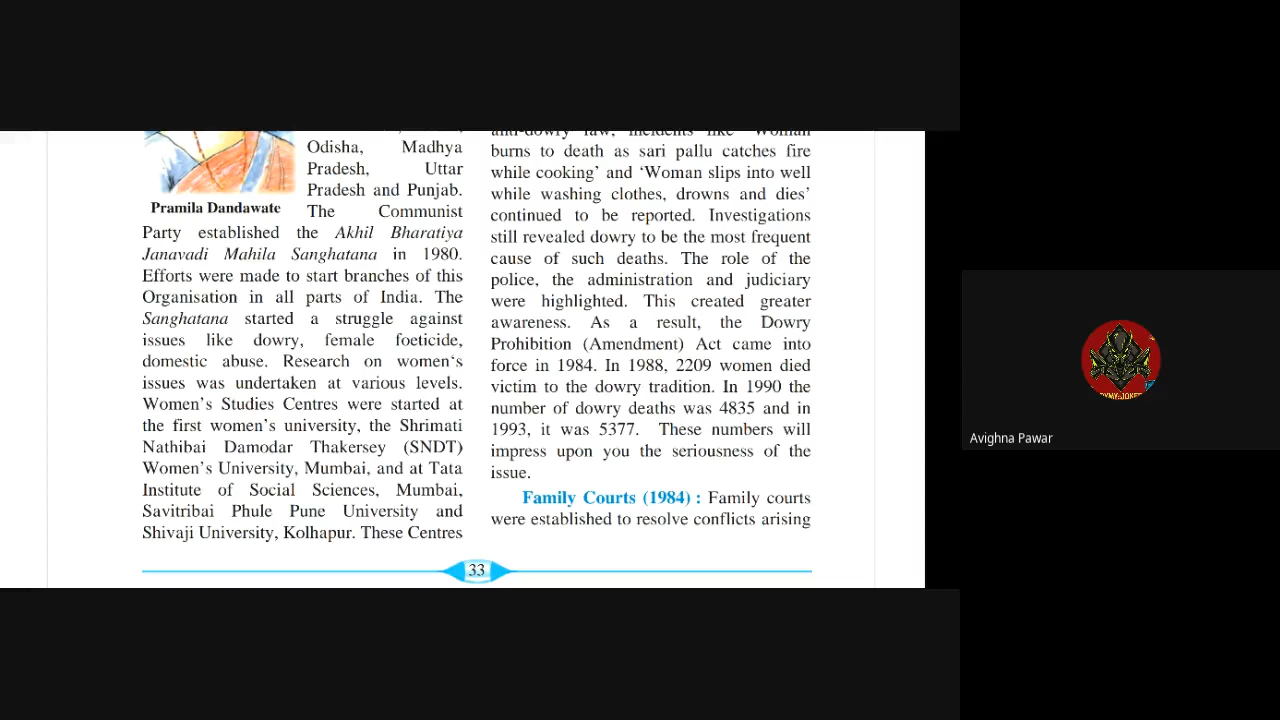 Odisha, Madhya
Pradesh, Uttar
Pradesh and Punjab.
Pramila Dandawate
The Communist
Party established the Akhil Bharatiya
Janavadi Mahila Sanghatana in 1980.
Efforts were made to start branches of this
Organisation in all parts of India. The
Sanghatana started a struggle against
issues like dowry, female foeticide,
domestic abuse. Research on women‘s
issues was undertaken at various levels.
Women’s Studies Centres were started at
the first women’s university, the Shrimati
Nathibai Damodar Thakersey (SNDT)
Women’s University, Mumbai, and at Tata
Institute of Social Sciences, Mumbai,
Savitribai Phule Pune University and
Shivaji University, Kolhapur. These Centres
anti-dowry law, incidents like ‘Woman
burns to death as sari pallu catches fire
while cooking’ and ‘Woman slips into well
while washing clothes, drowns and dies’
continued to be reported. Investigations
still revealed dowry to be the most frequent
cause of such deaths. The role of the
police, the administration and judiciary
were highlighted. This created greater
awareness. As a result, the Dowry
Prohibition (Amendment) Act came into
force in 1984. In 1988, 2209 women died
victim to the dowry tradition. In 1990 the
number of dowry deaths was 4835 and in
1993, it was 5377. These numbers will
impress upon you the seriousness of the
issue.
Family Courts (1984) : Family courts
were established to resolve conflicts arising
33
Avighna Pawar